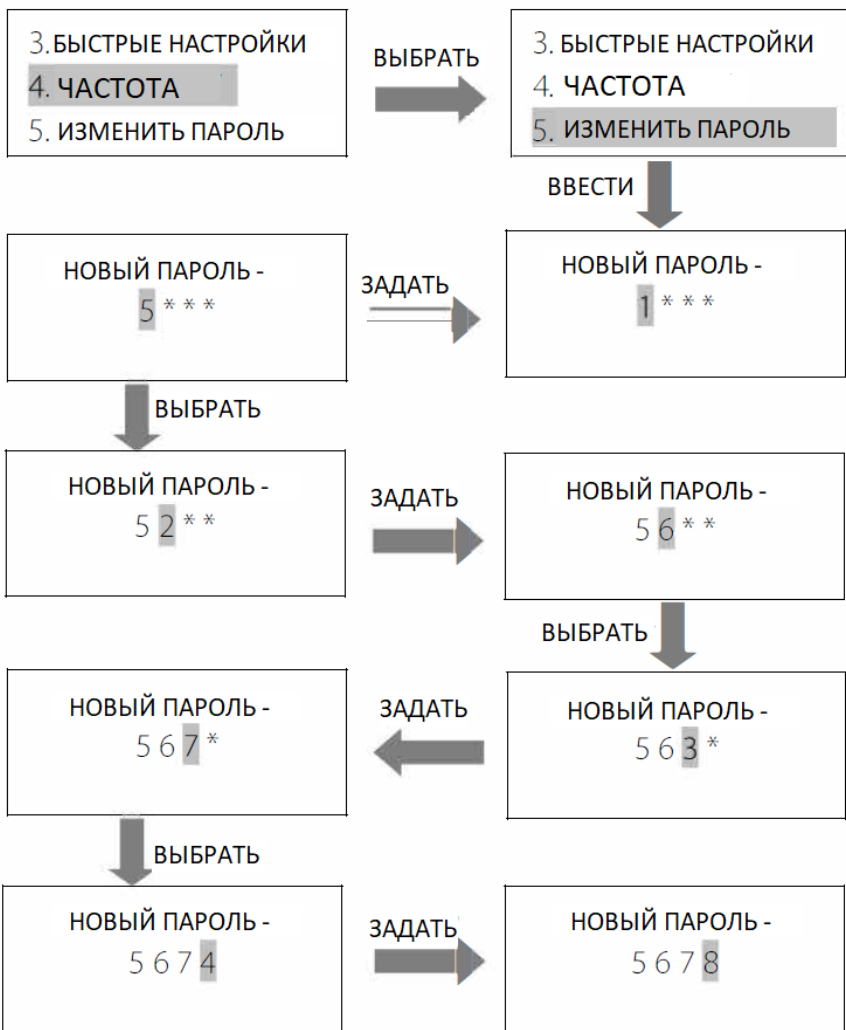 3. БЫСТРЫЕ НАСТРОЙКИ
4. ЧАСТОТА
5. ИЗМЕНИТЬ ПАРОЛЬ
ВЫБРАТЬ
3. БЫСТРЫЕ НАСТРОЙКИ
4. ЧАСТОТА
5. ИЗМЕНИТЬ ПАРОЛЬ
ВВЕСТИ
НОВЫЙ ПАРОЛЬ -
5 * * *
ЗАДАТЬ
НОВЫЙ ПАРОЛЬ -
1 * * *
ВЫБРАТЬ
НОВЫЙ ПАРОЛЬ -
5 2 * *
ЗАДАТЬ
НОВЫЙ ПАРОЛЬ -
5 6 * *
ВЫБРАТЬ
НОВЫЙ ПАРОЛЬ -
5 6 7 *
ЗАДАТЬ
НОВЫЙ ПАРОЛЬ -
5 6 3 *
ВЫБРАТЬ
НОВЫЙ ПАРОЛЬ -
5 6 7 4
ЗАДАТЬ
НОВЫЙ ПАРОЛЬ -
5 6 7 8